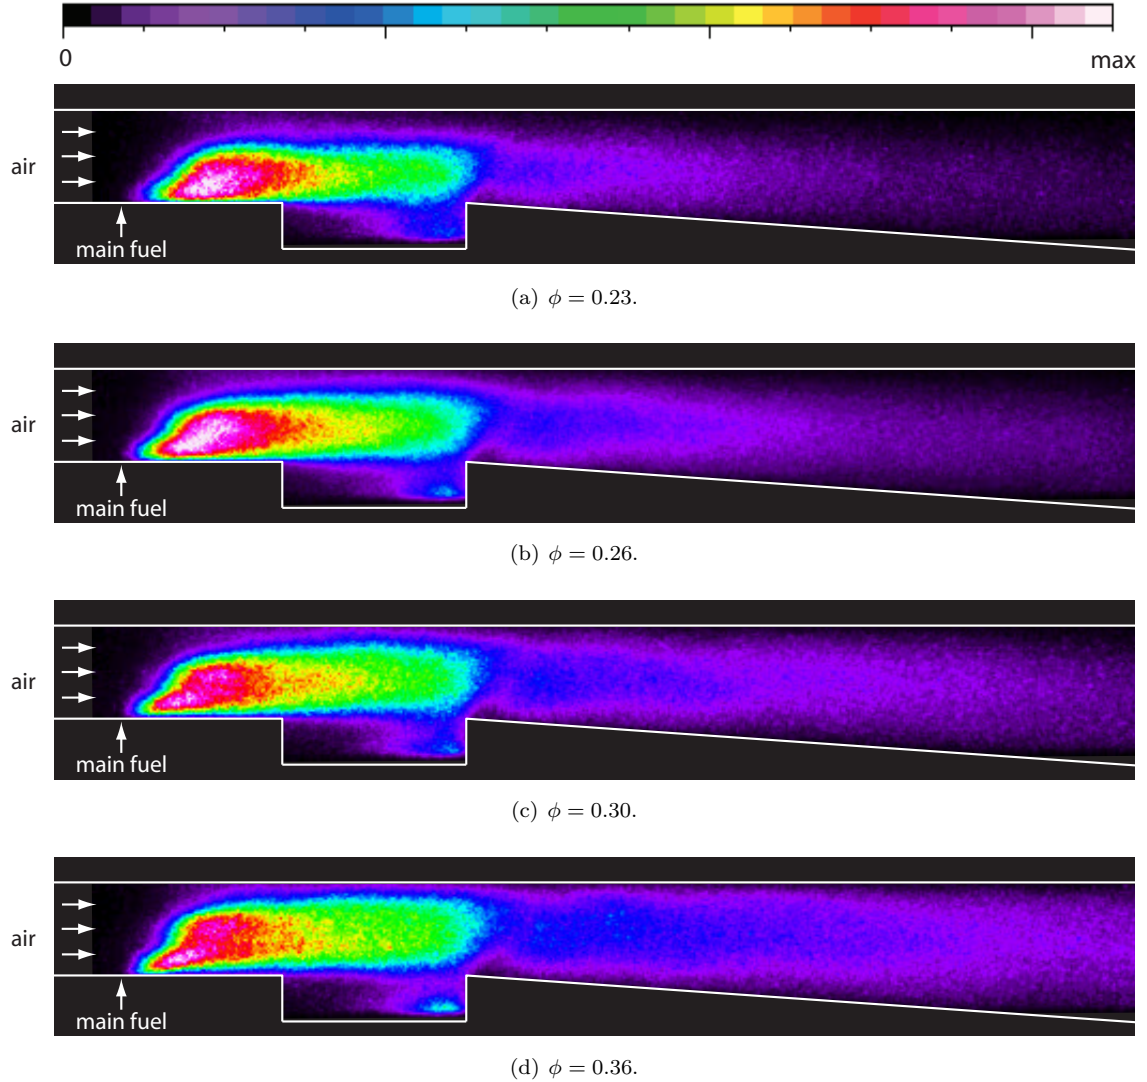 0 max
air
main fuel
(a) ϕ = 0.23.
air
main fuel
(b) ϕ = 0.26.
air
main fuel
(c) ϕ = 0.30.
air
main fuel
(d) ϕ = 0.36.